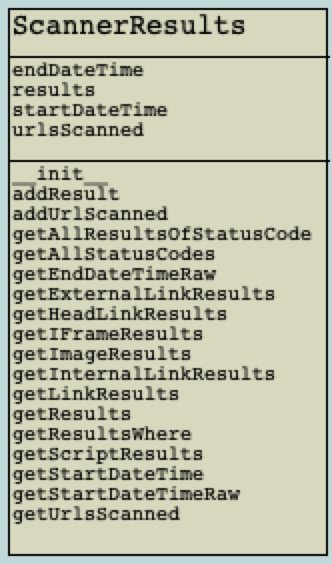 ScannerResults
endDateTime
results
startDateTime
urlsScanned
__init__
addResult
addUrlScanned
getAllResultsOfStatusCode
getAllStatusCodes
getEndDateTimeRaw
getExternalLinkResults
getHeadLinkResults
getIFrameResults
getImageResults
getInternalLinkResults
getLinkResults
getResults
getResultsWhere
getScriptResults
getStartDateTime
getStartDateTimeRaw
getUrlsScanned